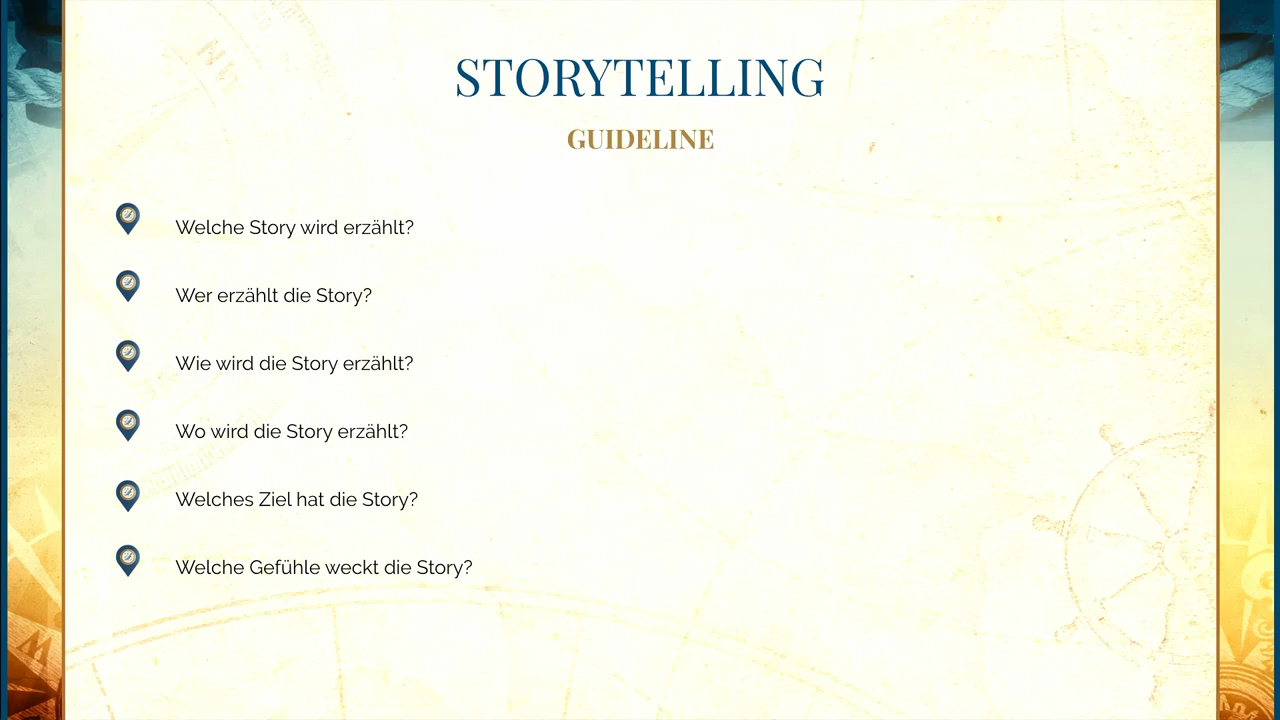 STORYTELLING
GUIDELINE
Welche Story wird erzählt?
Wer erzählt die Story?
Wie wird die Story erzählt?
Wo wird die Story erzählt?
Welches Ziel hat die Story?
Welche Gefühle weckt die Story?
NW
W